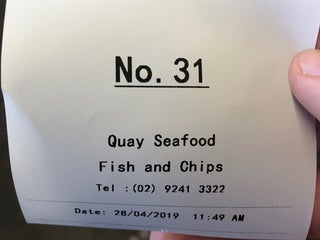 No. 31
Quay Seafood
Fish and Chips
Tel :(02) 9241 3322
Date: 28/04/2019 11:49 AM